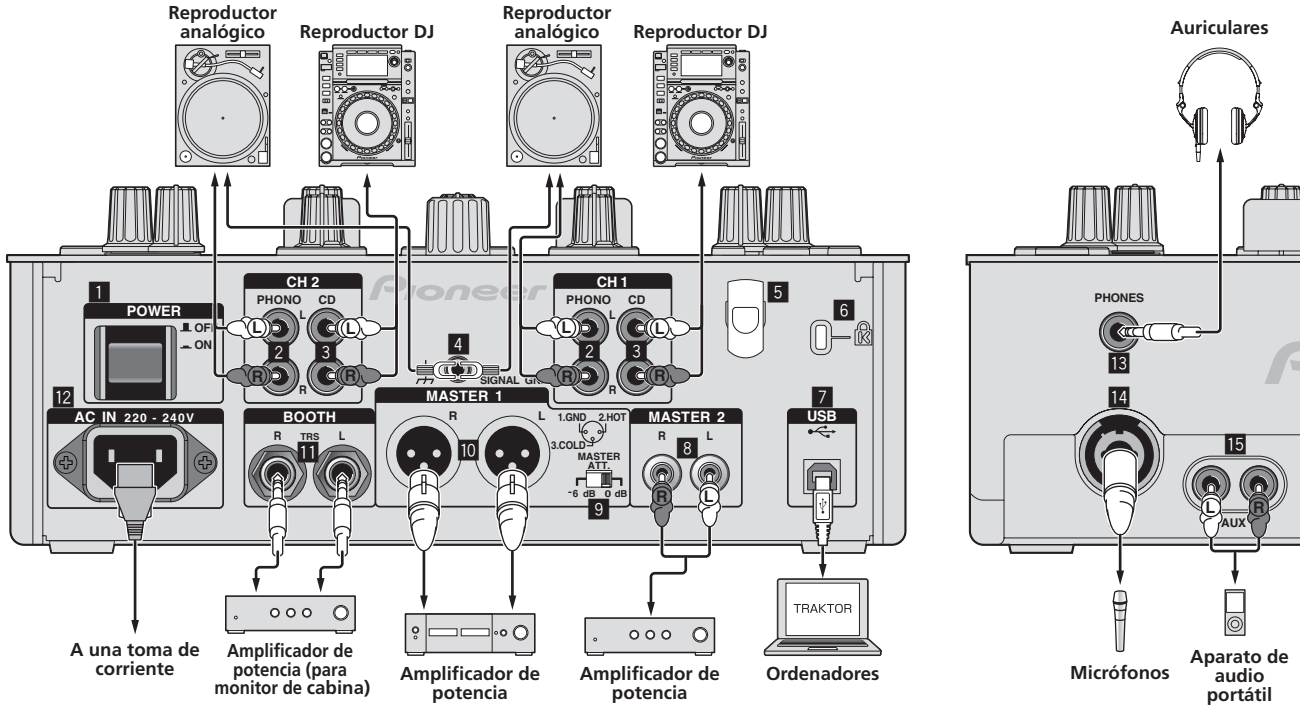 Reproductor
analógico
Reproductor DJ
Reproductor
analógico
Reproductor DJ
Auriculares
Pioneer
1
POWER
OFF
ON
CH 2
PHONO CD
L
L L
2 3
R R
R
4
SIGNAL GND
CH 1
PHONO CD
L
L L
2 3
R R
R
5
6
K
PHONES
13
12
AC IN 220 - 240V
BOOTH
R TRS L
11
MASTER 1
R L
10
1.GND 2.HOT
3.COLD
MASTER
ATT.
-6 dB 0 dB
9
MASTER 2
R L
8
R L
7
USB
14
15
L R
AUX
TRAKTOR
A una toma de
corriente
Amplificador de
potencia (para
monitor de cabina)
Amplificador de
potencia
Amplificador de
potencia
Ordenadores
Micrófonos
Aparato de
audio
portátil